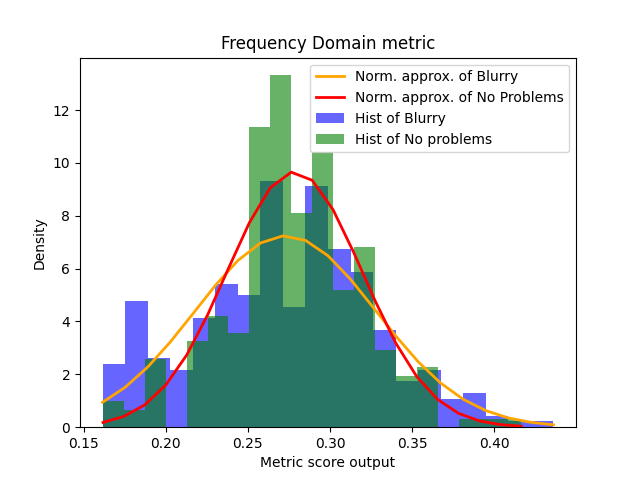 Frequency Domain metric
Norm. approx. of Blurry
Norm. approx. of No Problems
Hist of Blurry
Hist of No problems
Density
12
10
8
6
4
2
0
0.15 0.20 0.25 0.30 0.35 0.40
Metric score output